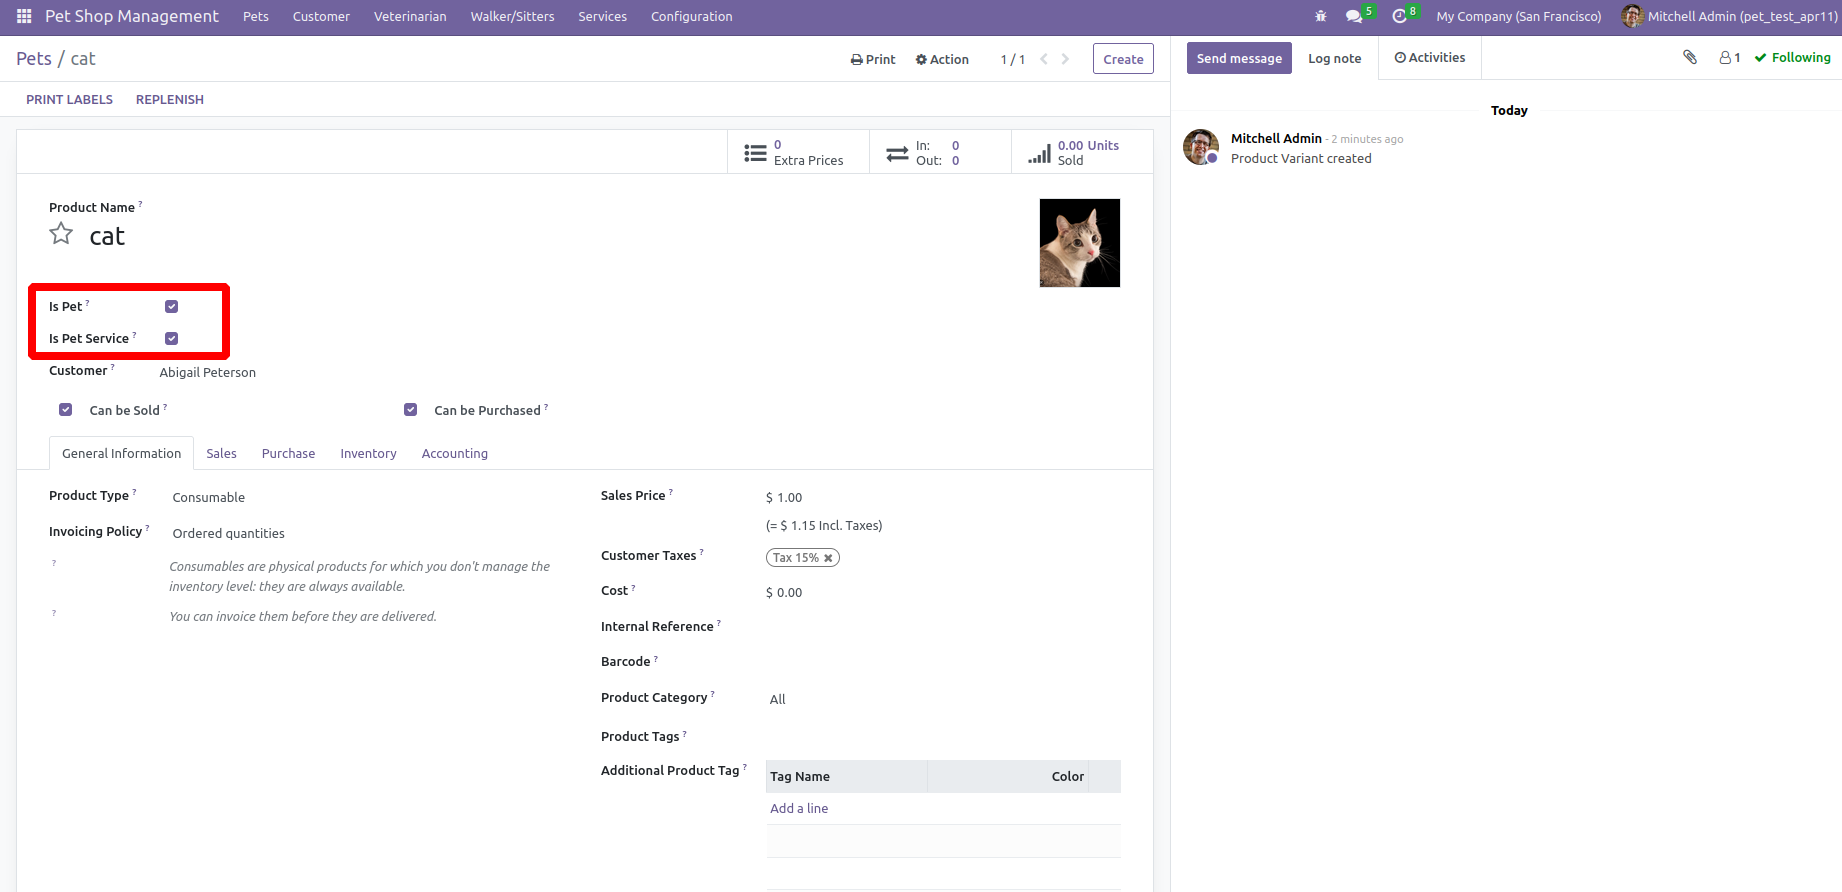 Pet Shop Management Pets Customer Veterinarian Walker/Sitters Services Configuration 5 8 My Company (San Francisco) Mitchell Admin (pet_test_apr11)
Pets / cat Print Action 1 / 1 Create
Send message Log note Activities 1 Following
PRINT LABELS REPLENISH
0
Extra Prices
In: 0
Out: 0
0.00 Units
Sold
Product Name ?
cat
Is Pet ?
Is Pet Service ?
Customer ? Abigail Peterson
Can be Sold ? Can be Purchased ?
General Information Sales Purchase Inventory Accounting
Product Type ? Consumable
Invoicing Policy ? Ordered quantities
? Consumables are physical products for which you don't manage the
inventory level: they are always available.
? You can invoice them before they are delivered.
Sales Price ? $ 1.00
(= $ 1.15 Incl. Taxes)
Customer Taxes ? Tax 15% ✖
Cost ? $ 0.00
Internal Reference ?
Barcode ?
Product Category ? All
Product Tags ?
Additional Product Tag ? Tag Name Color
Add a line
Today
Mitchell Admin - 2 minutes ago
Product Variant created